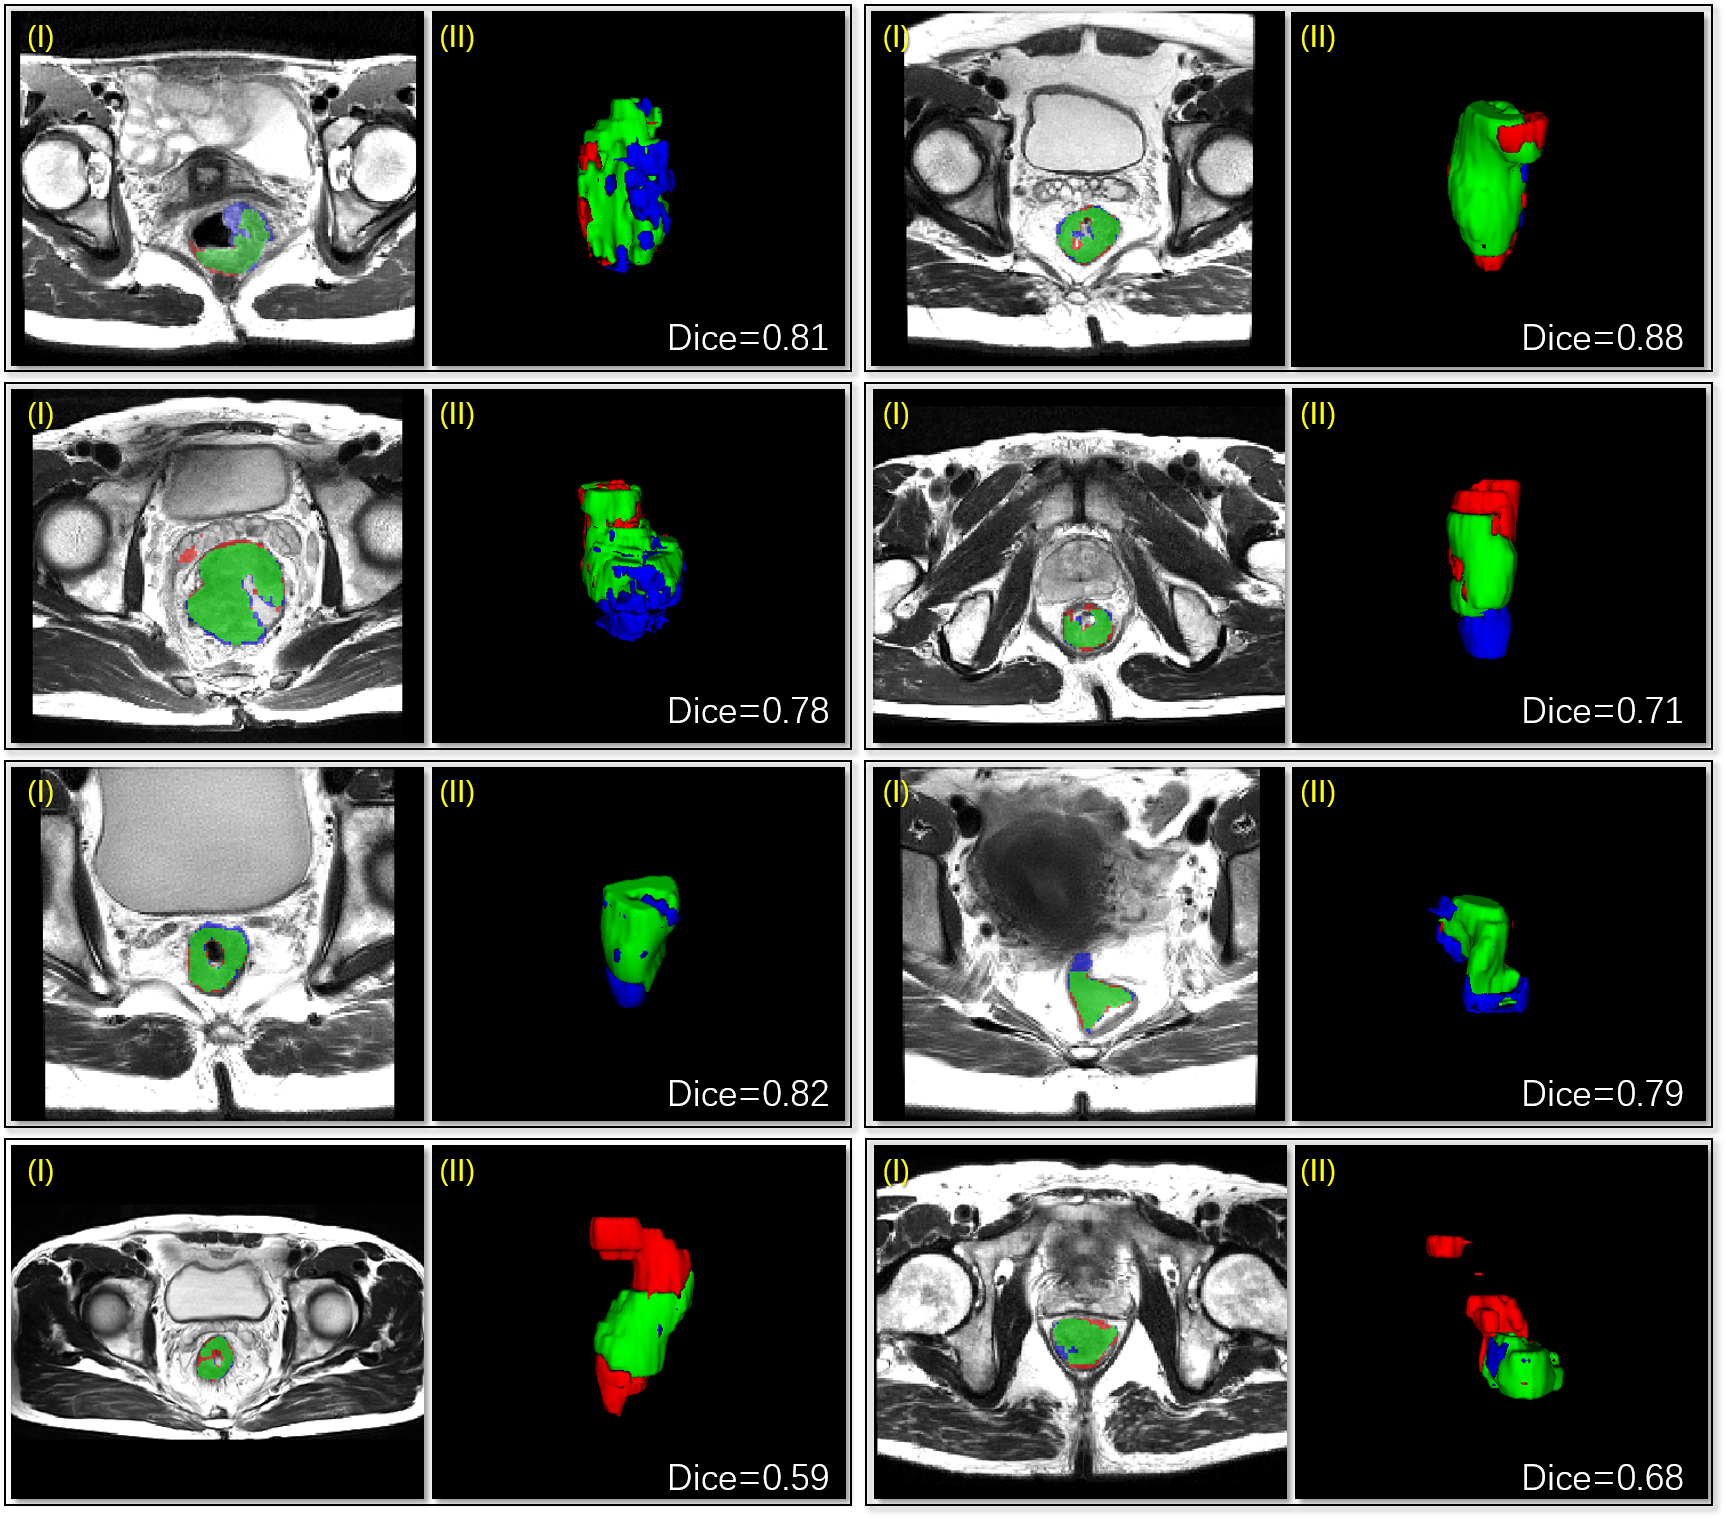 (I)
(II)
Dice=0.81
(I)
(II)
Dice=0.88
(I)
(II)
Dice=0.78
(I)
(II)
Dice=0.71
(I)
(II)
Dice=0.82
(I)
(II)
Dice=0.79
(I)
(II)
Dice=0.59
(I)
(II)
Dice=0.68